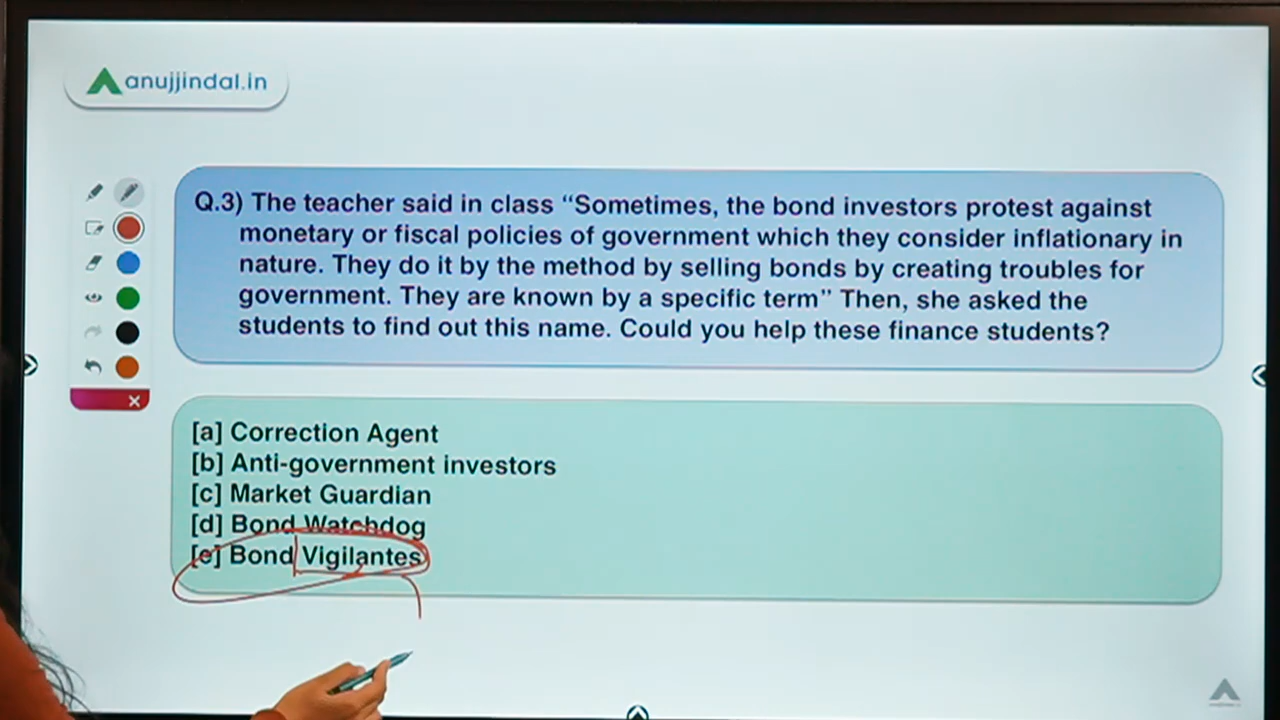 anujjindal.in
Q.3) The teacher said in class “Sometimes, the bond investors protest against
monetary or fiscal policies of government which they consider inflationary in
nature. They do it by the method by selling bonds by creating troubles for
government. They are known by a specific term” Then, she asked the
students to find out this name. Could you help these finance students?
[a] Correction Agent
[b] Anti-government investors
[c] Market Guardian
[d] Bond Watchdog
[e] Bond Vigilantes